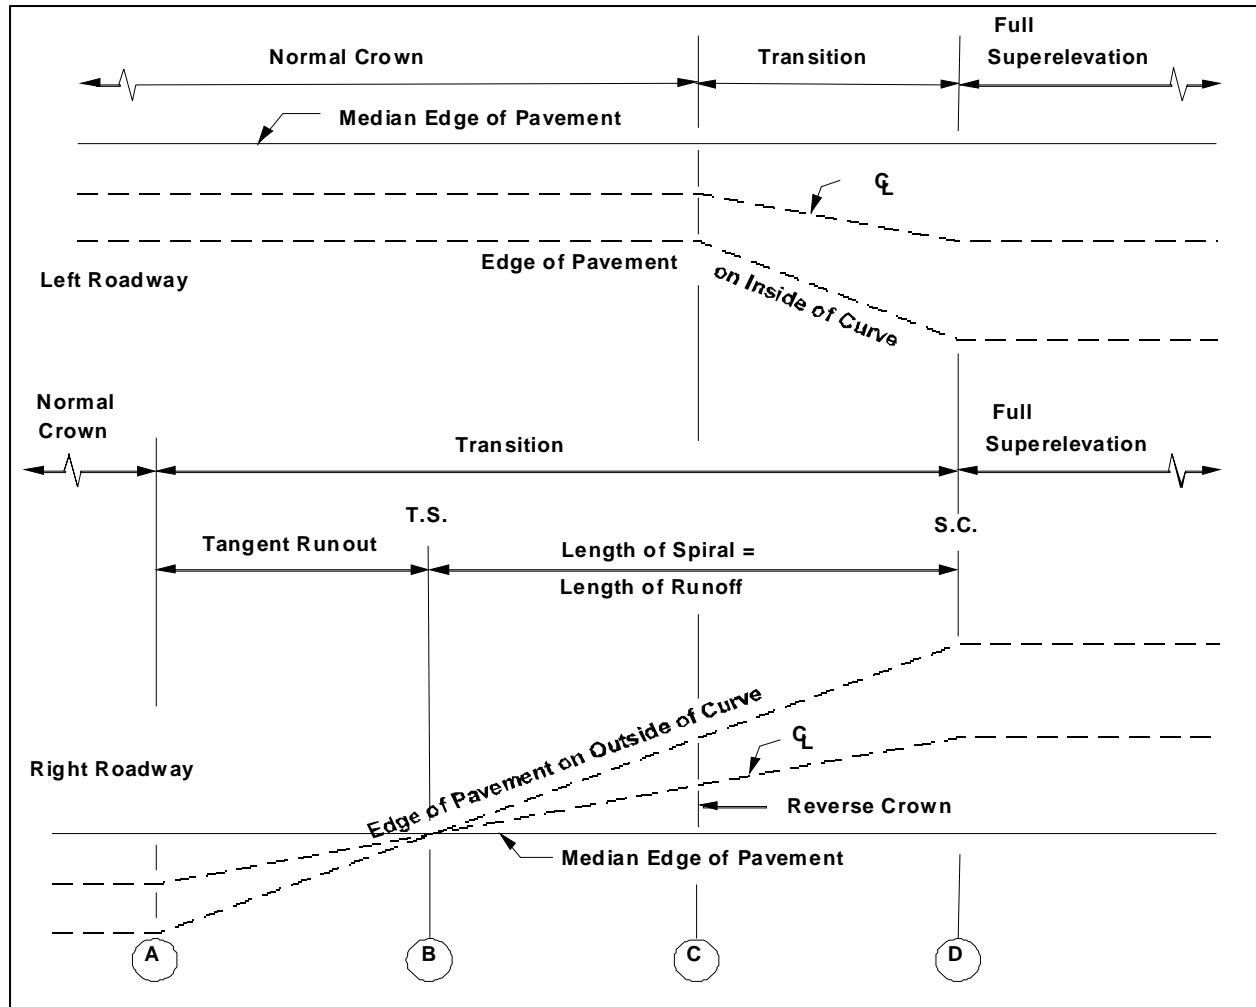 Full
Superelevation
Normal Crown
Transition
Median Edge of Pavement
℄
Edge of Pavement
on Inside of Curve
Left Roadway
Normal
Crown
Transition
Full
Superelevation
T.S.
S.C.
Tangent Runout
Length of Spiral =
Length of Runoff
Edge of Pavement on Outside of Curve
℄
Right Roadway
Reverse Crown
Median Edge of Pavement
A
B
C
D